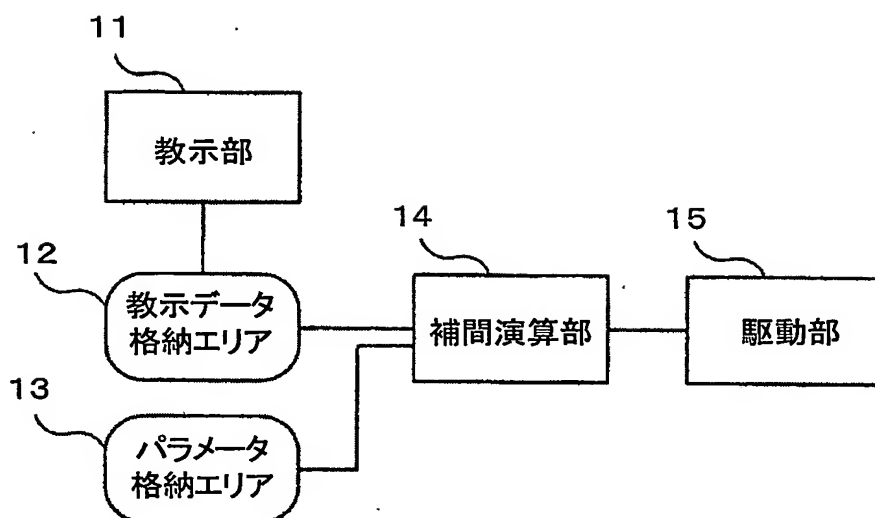 11
教示部
12
教示データ
格納エリア
13
パラメータ
格納エリア
14
補間演算部
15
駆動部